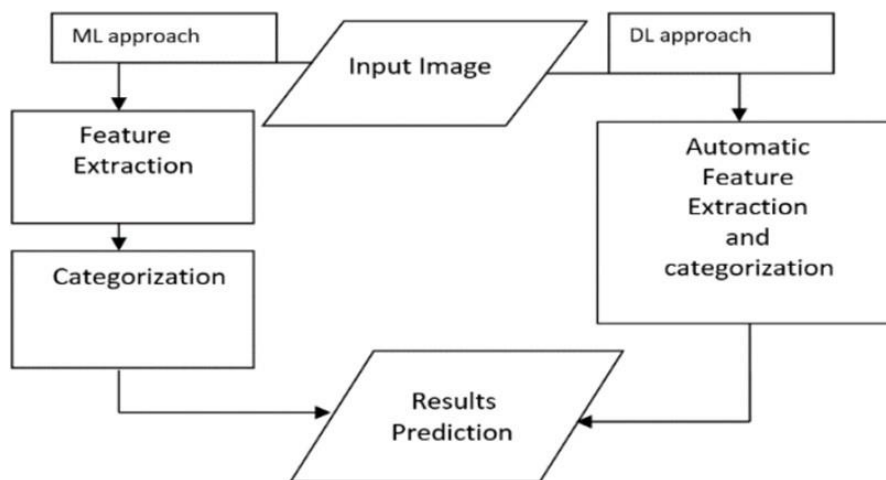 ML approach
Input Image
DL approach
Feature
Extraction
Automatic
Feature
Extraction
and
categorization
Categorization
Results
Prediction